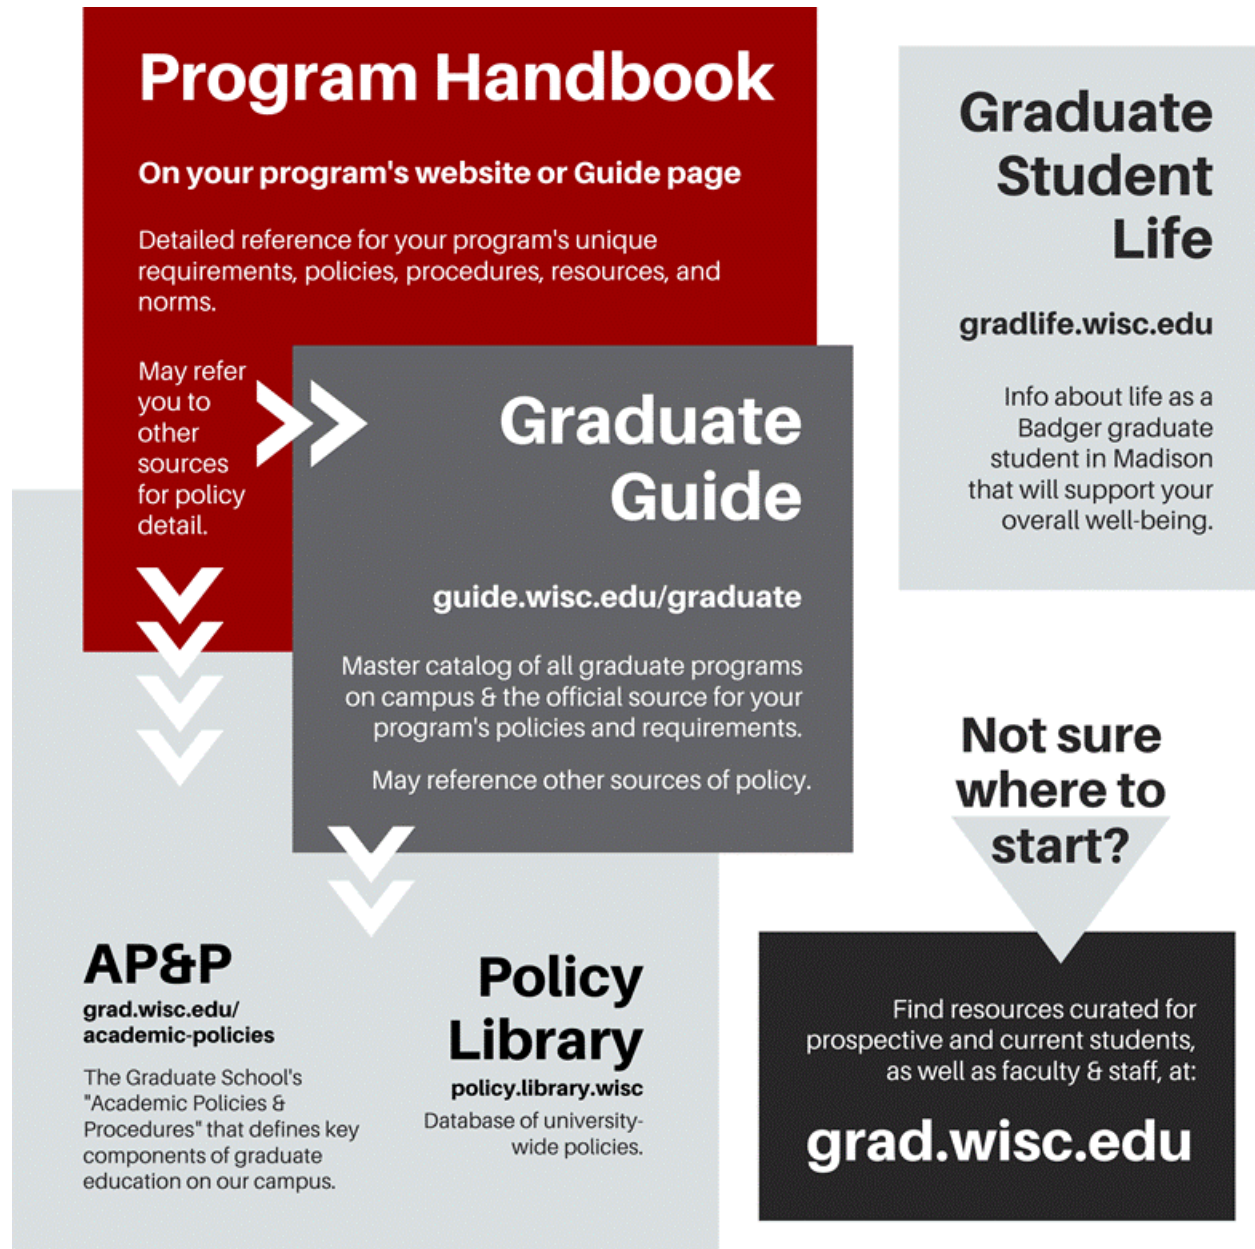 Program Handbook
On your program's website or Guide page
Detailed reference for your program's unique
requirements, policies, procedures, resources, and
norms.
May refer
you to
other
sources
for policy
detail.
Graduate
Guide
guide.wisc.edu/graduate
Master catalog of all graduate programs
on campus & the official source for your
program's policies and requirements.
May reference other sources of policy.
AP&P
grad.wisc.edu/
academic-policies
The Graduate School's
"Academic Policies &
Procedures" that defines key
components of graduate
education on our campus.
Policy
Library
policy.library.wisc
Database of university-
wide policies.
Graduate
Student
Life
gradlife.wisc.edu
Info about life as a
Badger graduate
student in Madison
that will support your
overall well-being.
Not sure
where to
start?
Find resources curated for
prospective and current students,
as well as faculty & staff, at:
grad.wisc.edu